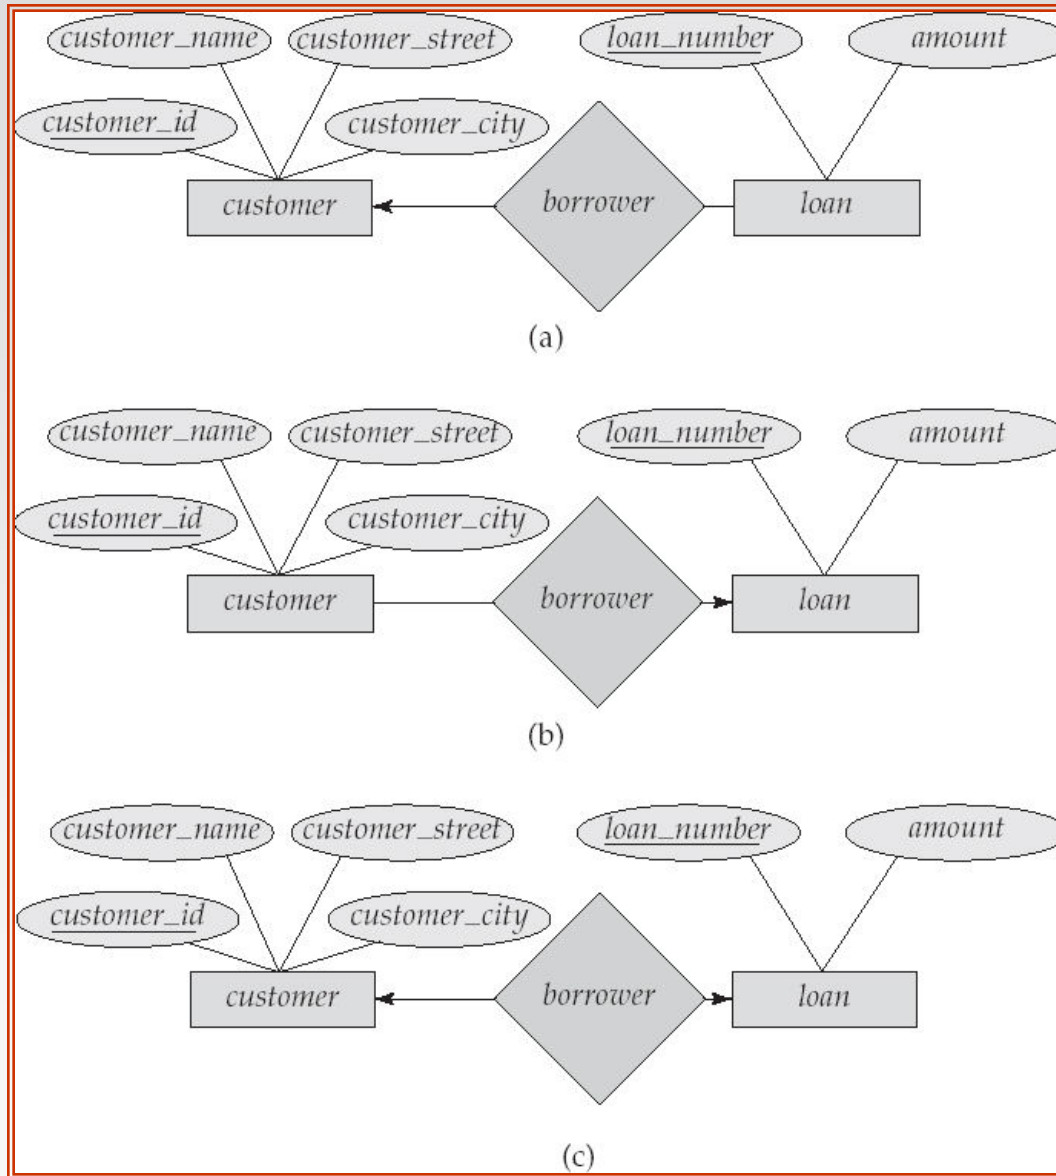 customer_name customer_street loan_number amount
customer_id customer_city
customer borrower loan
(a)
customer_name customer_street loan_number amount
customer_id customer_city
customer borrower loan
(b)
customer_name customer_street loan_number amount
customer_id customer_city
customer borrower loan
(c)